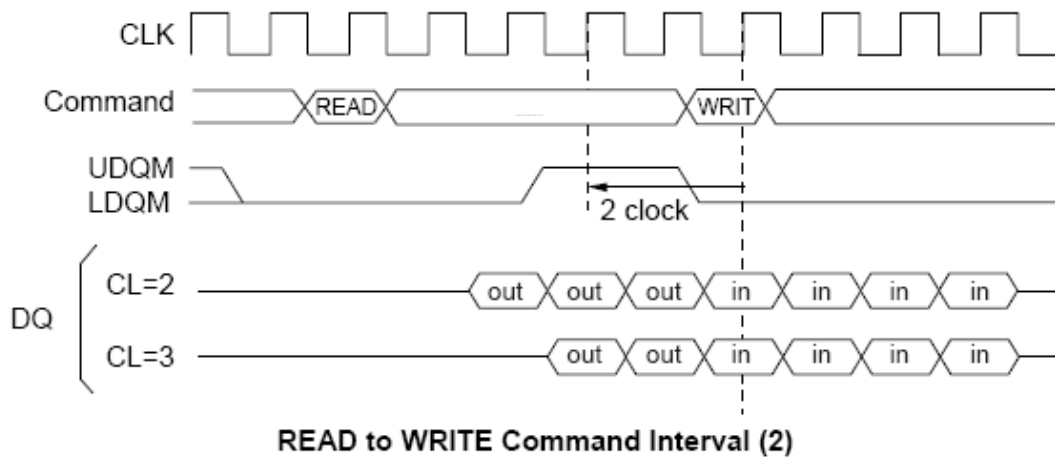 CLK
Command READ WRIT
UDQM
LDQM
2 clock
CL=2 out out out in in in in
DQ
CL=3 out out in in in in
READ to WRITE Command Interval (2)